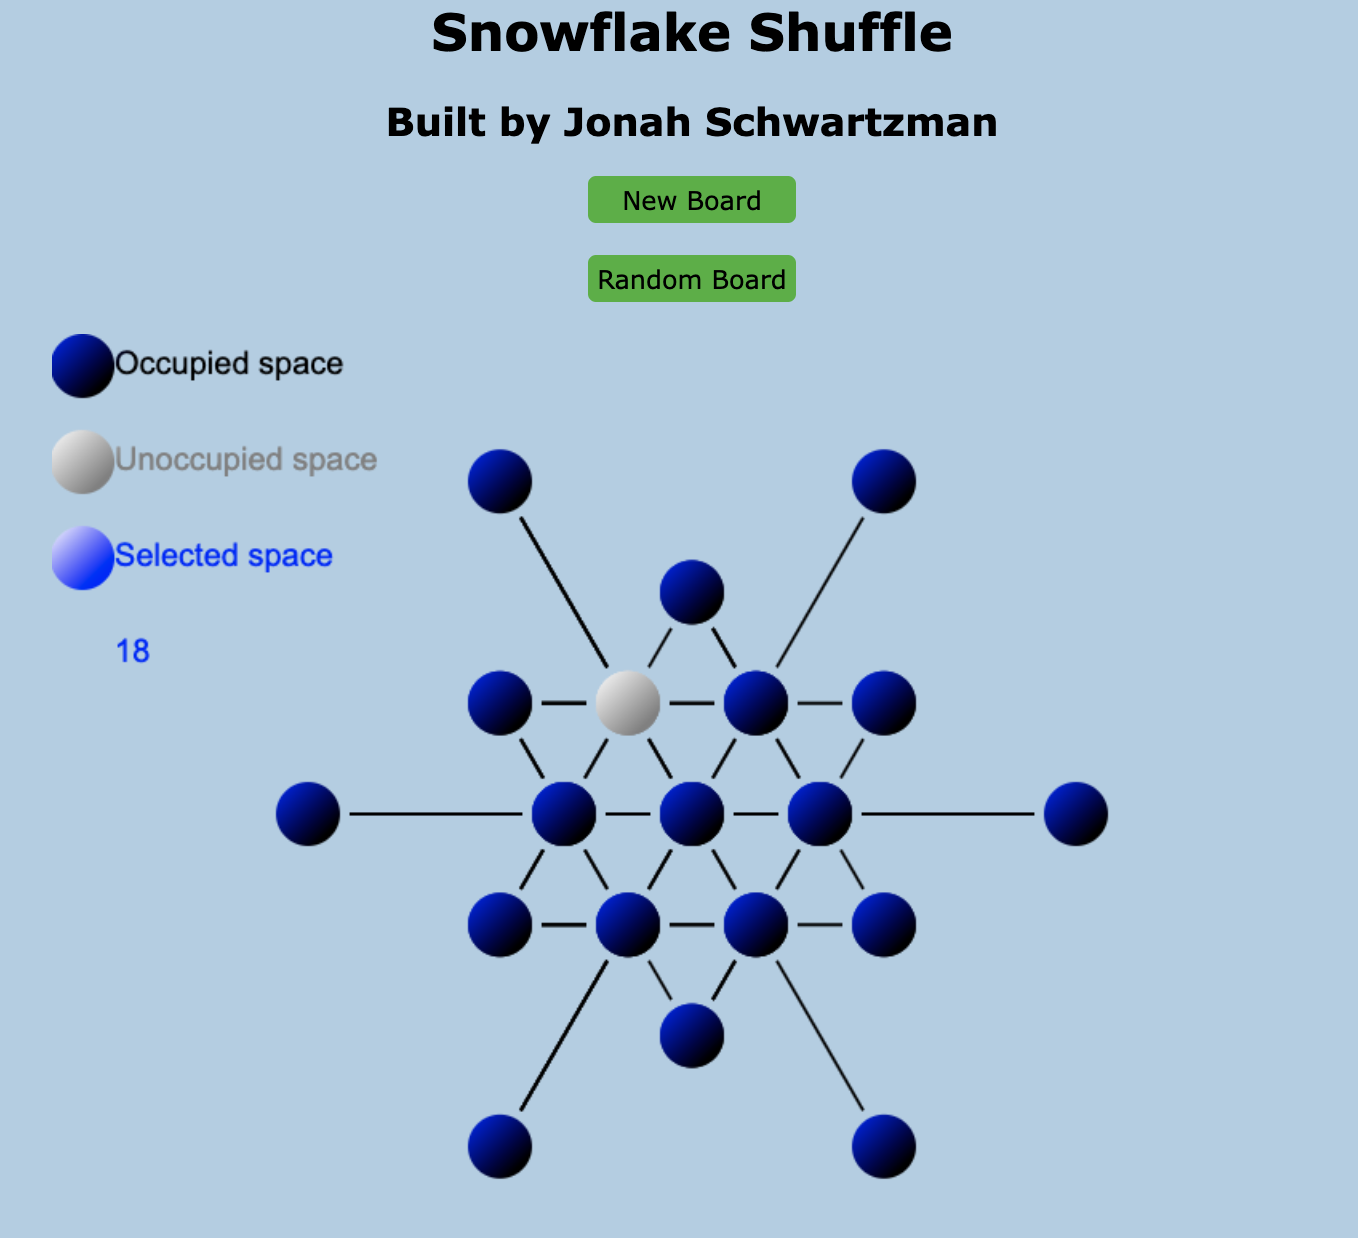 Snowflake Shuffle
Built by Jonah Schwartzman
New Board
Random Board
Occupied space
Unoccupied space
Selected space
18